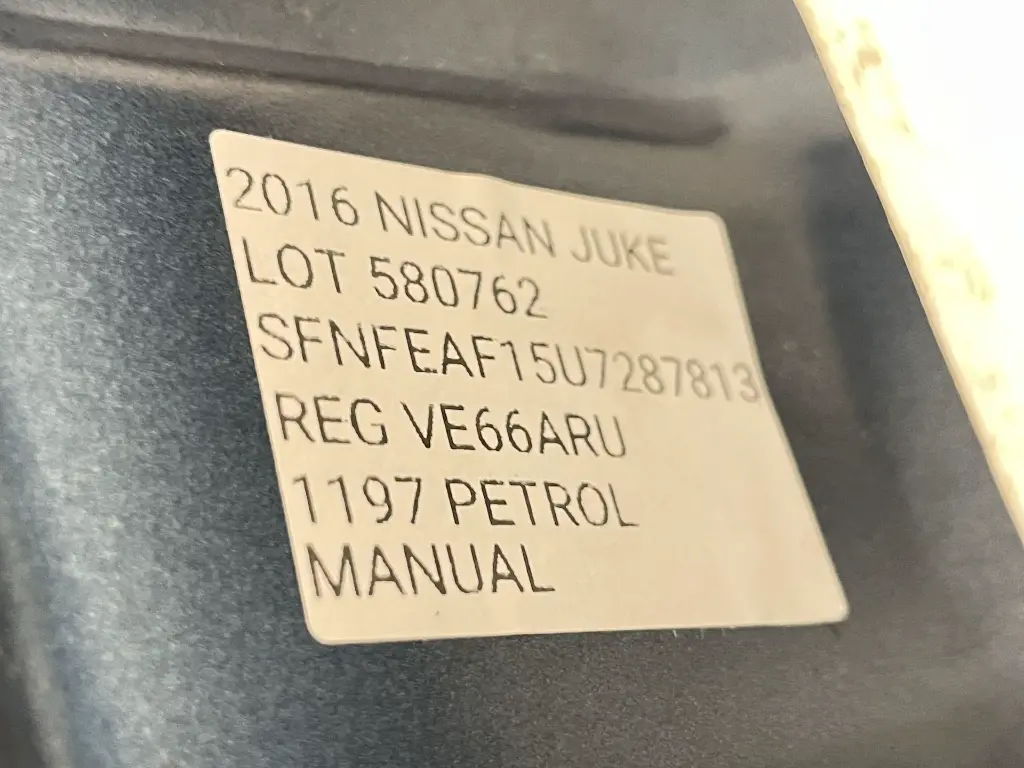 2016 NISSAN JUKE
LOT 580762
SFNFEAF15U7287813
REG VE66ARU
1197 PETROL
MANUAL